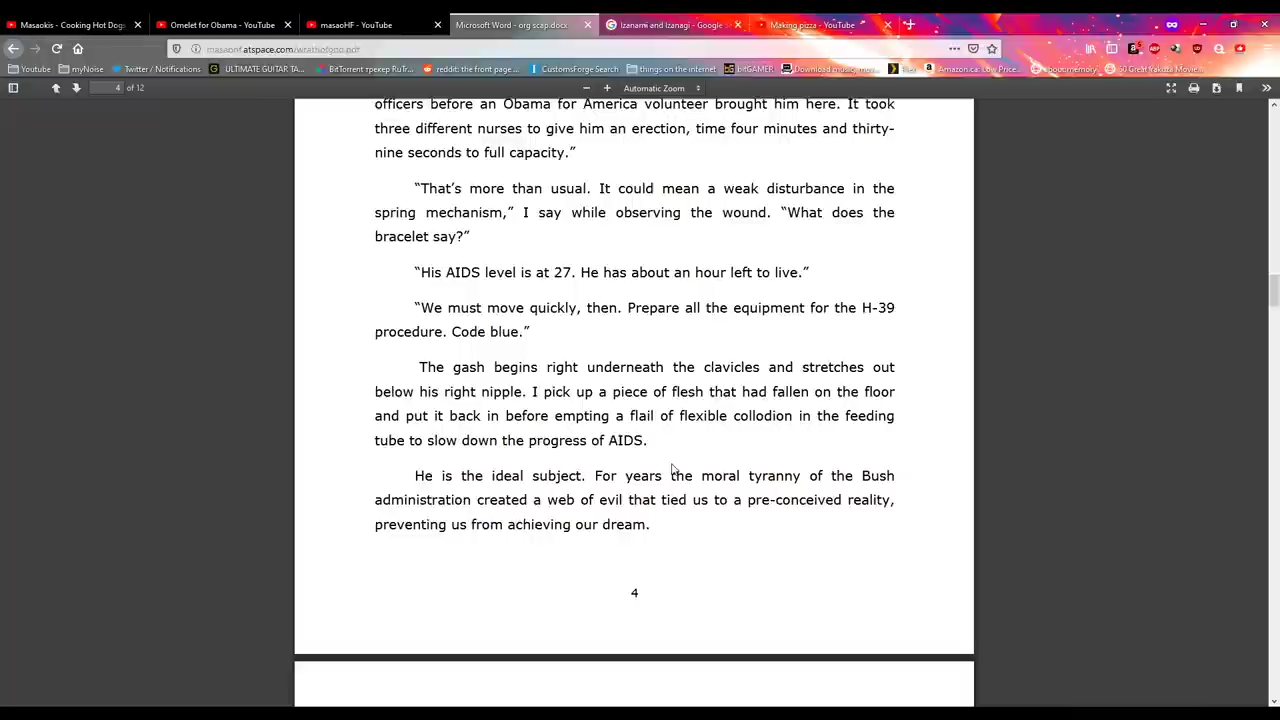 Masaokis - Cooking Hot Dogs
Omelet for Obama - YouTube
masaoHF - YouTube
Microsoft Word - org scap.docx
Izanami and Izanagi - Google
Making pizza - YouTube
masaonf.atspace.com/wrathofgnp.pdf
Youtube
myNoise
Twitter / Notifications
ULTIMATE GUITAR TA...
BitTorrent трекер RuTr...
reddit: the front page ...
CustomsForge Search
things on the internet
bitGAMER
Download music, mov...
Amazon.ca: Low Price...
about:memory
50 Great Yakuza Movie...
4 of 12
Automatic Zoom
officers before an Obama for America volunteer brought him here. It took
three different nurses to give him an erection, time four minutes and thirty-
nine seconds to full capacity.”
“That’s more than usual. It could mean a weak disturbance in the
spring mechanism,” I say while observing the wound. “What does the
bracelet say?”
“His AIDS level is at 27. He has about an hour left to live.”
“We must move quickly, then. Prepare all the equipment for the H-39
procedure. Code blue.”
The gash begins right underneath the clavicles and stretches out
below his right nipple. I pick up a piece of flesh that had fallen on the floor
and put it back in before empting a flail of flexible collodion in the feeding
tube to slow down the progress of AIDS.
He is the ideal subject. For years the moral tyranny of the Bush
administration created a web of evil that tied us to a pre-conceived reality,
preventing us from achieving our dream.
4